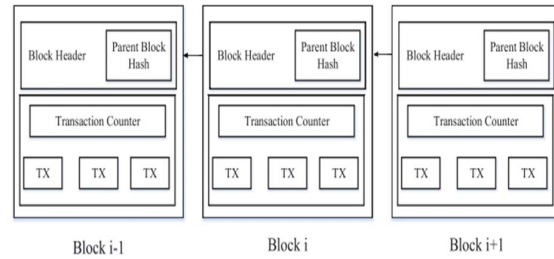 Block Header
Parent Block
Hash
Block Header
Parent Block
Hash
Block Header
Parent Block
Hash
Transaction Counter
Transaction Counter
Transaction Counter
TX TX TX
TX TX TX
TX TX TX
Block i-1
Block i
Block i+1